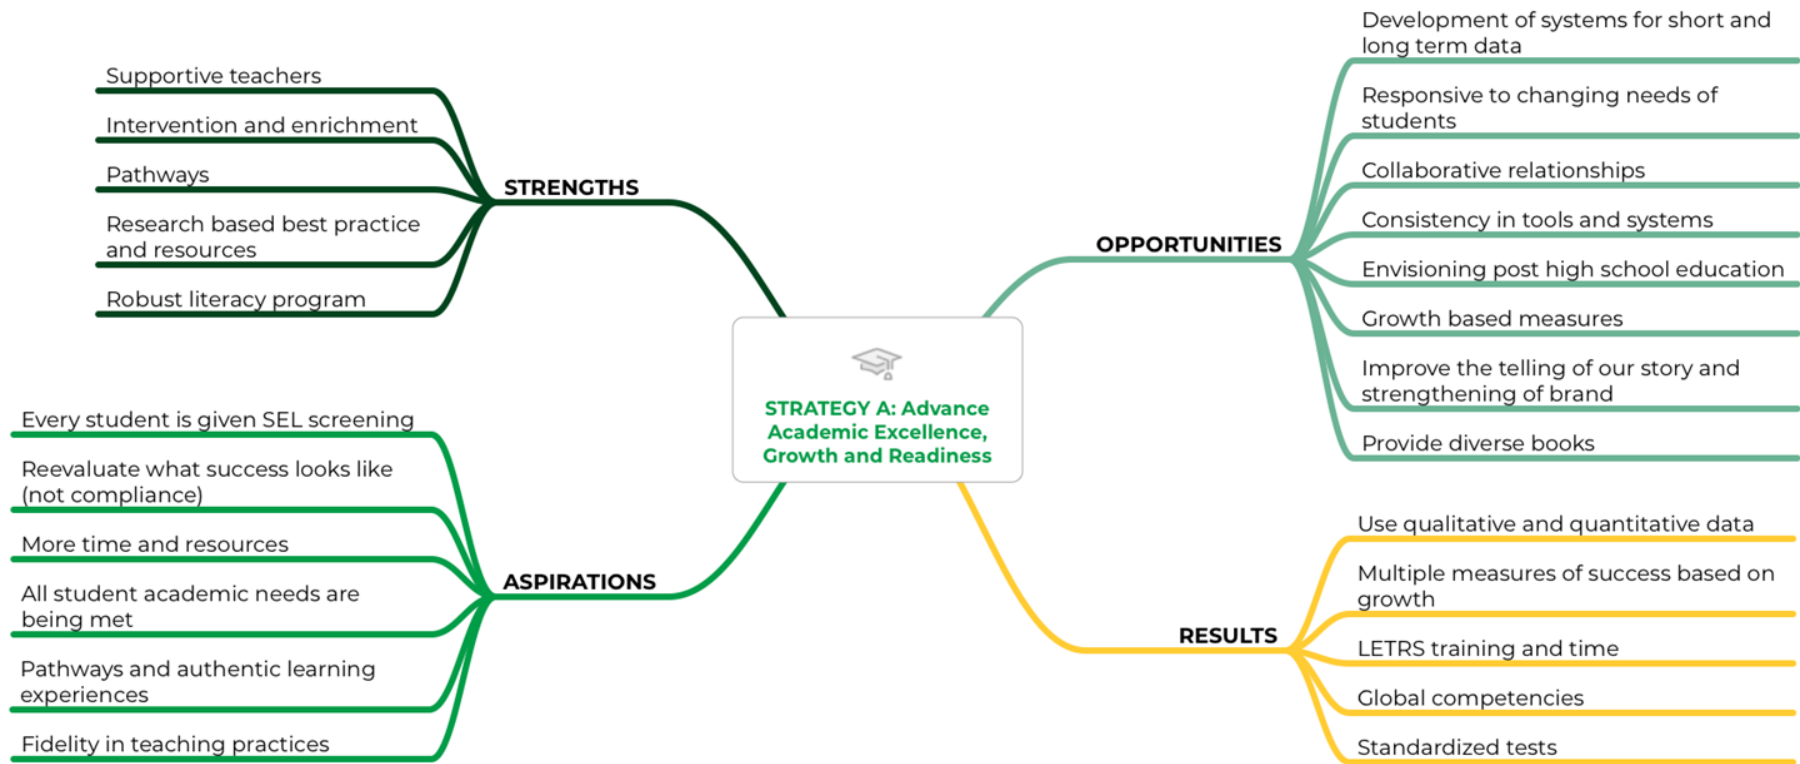 STRATEGY A: Advance
Academic Excellence,
Growth and Readiness
STRENGTHS
Supportive teachers
Intervention and enrichment
Pathways
Research based best practice
and resources
Robust literacy program
OPPORTUNITIES
Development of systems for short and
long term data
Responsive to changing needs of
students
Collaborative relationships
Consistency in tools and systems
Envisioning post high school education
Growth based measures
Improve the telling of our story and
strengthening of brand
Provide diverse books
ASPIRATIONS
Every student is given SEL screening
Reevaluate what success looks like
(not compliance)
More time and resources
All student academic needs are
being met
Pathways and authentic learning
experiences
Fidelity in teaching practices
RESULTS
Use qualitative and quantitative data
Multiple measures of success based on
growth
LETRS training and time
Global competencies
Standardized tests